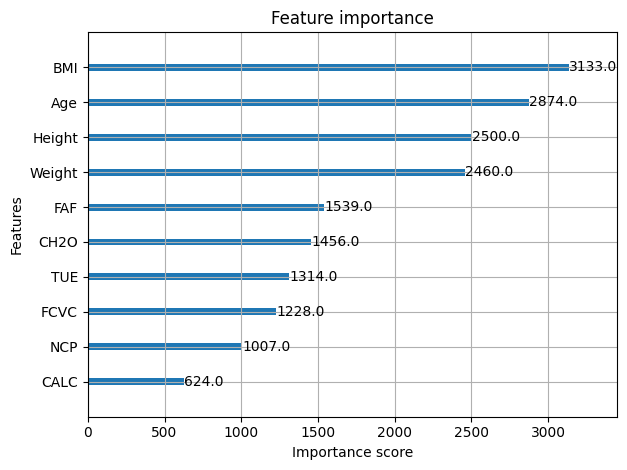 Feature importance
BMI 3133.0
Age 2874.0
Height 2500.0
Weight 2460.0
FAF 1539.0
CH2O 1456.0
TUE 1314.0
FCVC 1228.0
NCP 1007.0
CALC 624.0
Features
0 500 1000 1500 2000 2500 3000
Importance score